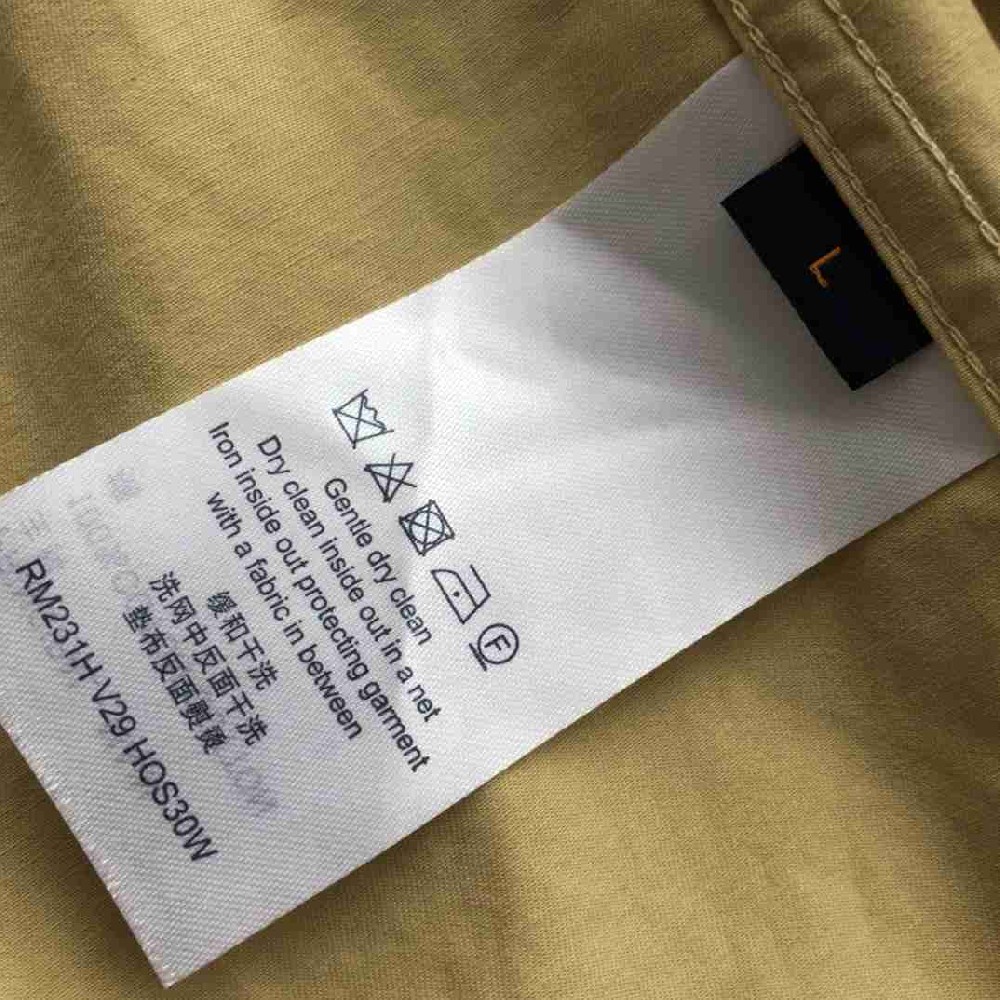 L
F
Gentle dry clean
Dry clean inside out in a net
Iron inside out protecting garment
with a fabric in between
缓和干洗
洗网中反面干洗
垫布反面熨烫
RM231H V29 HOS30W